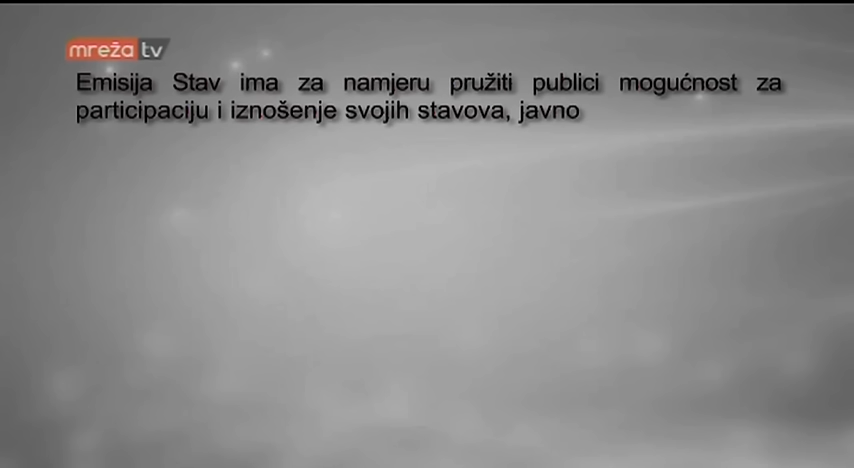 mreža tv
Emisija Stav ima za namjeru pružiti publici mogućnost za
participaciju i iznošenje svojih stavova, javno